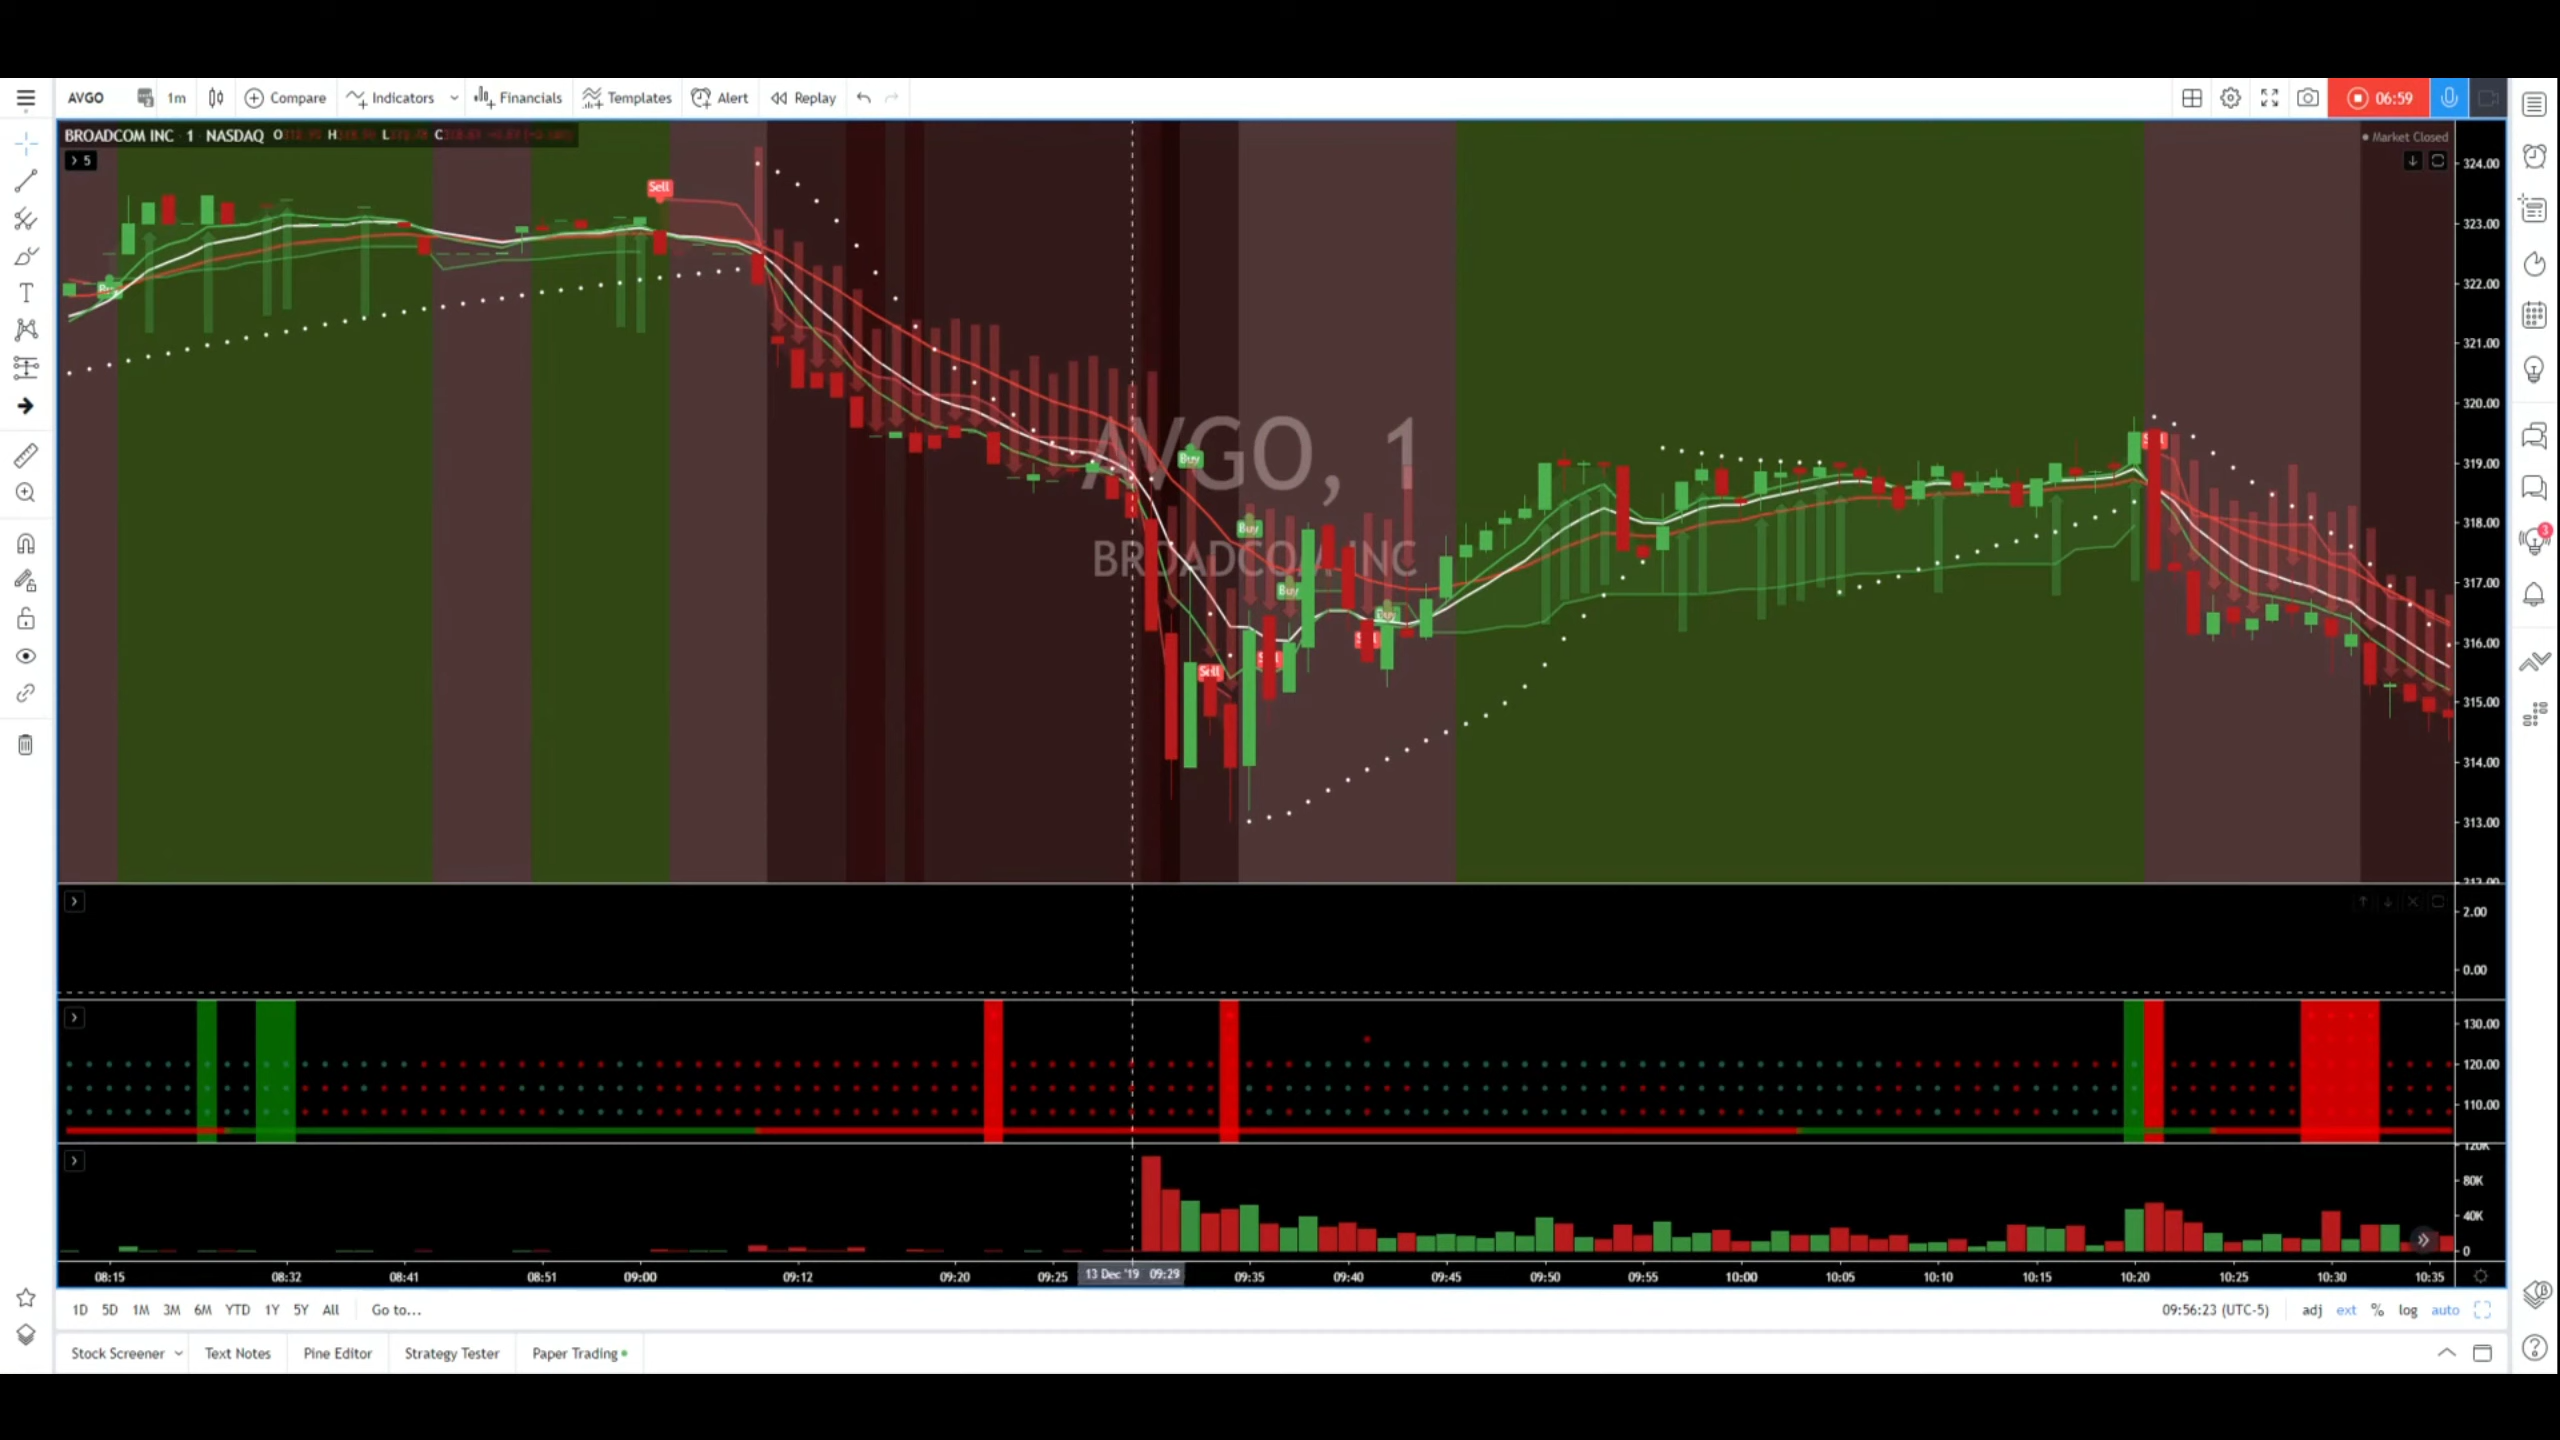 AVGO 1m Compare Indicators Financials Templates Alert Replay 06:59
BROADCOM INC 1 NASDAQ O H L C
Market Closed
5
324.00
323.00
322.00
321.00
320.00
319.00
318.00
317.00
316.00
315.00
314.00
313.00
Sell
Buy
Buy
Buy
Buy
Sell
AVGO, 1
BROADCOM INC
3
2.00
0.00
130.00
120.00
110.00
120K
80K
40K
0
08:15 08:32 08:41 08:51 09:00 09:12 09:20 09:25 13 Dec '19 09:29 09:35 09:40 09:45 09:50 09:55 10:00 10:05 10:10 10:15 10:20 10:25 10:30 10:35
1D 5D 1M 3M 6M YTD 1Y 5Y All Go to... 09:56:23 (UTC-5) adj ext % log auto
Stock Screener Text Notes Pine Editor Strategy Tester Paper Trading